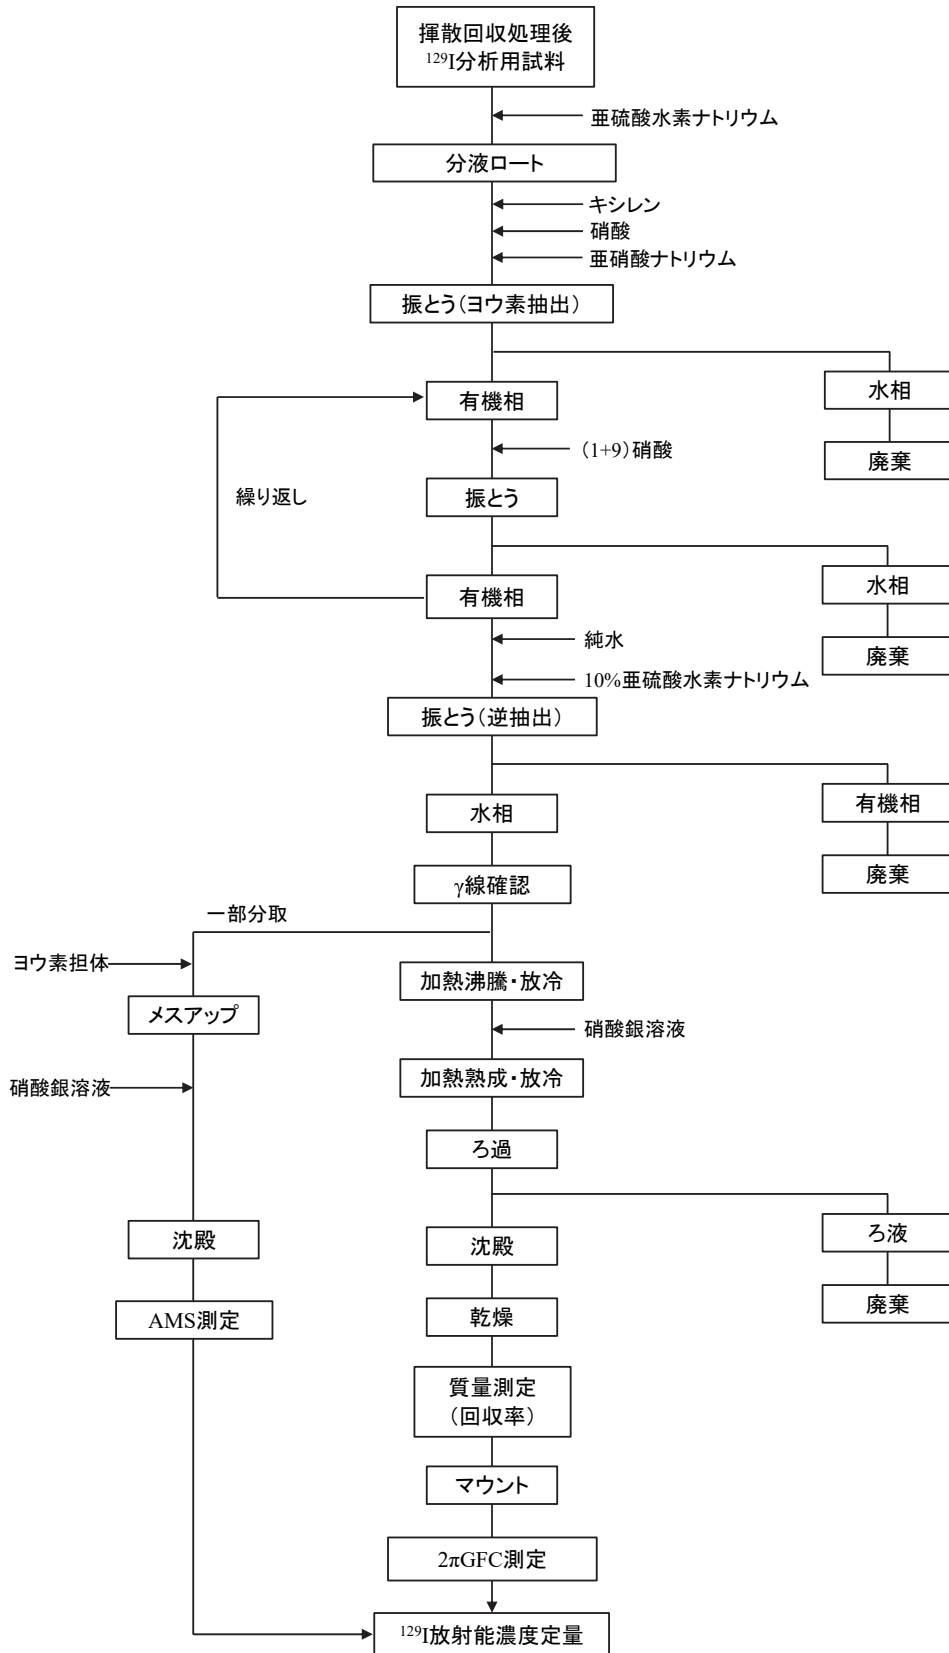 揮散回収処理後
¹²⁹I分析用試料
亜硫酸水素ナトリウム
分液ロート
キシレン
硝酸
亜硝酸ナトリウム
振とう(ヨウ素抽出)
有機相
水相
(1+9)硝酸
廃棄
繰り返し
振とう
有機相
水相
純水
廃棄
10%亜硫酸水素ナトリウム
振とう(逆抽出)
水相
有機相
γ線確認
廃棄
一部分取
ヨウ素担体
加熱沸騰・放冷
メスアップ
硝酸銀溶液
硝酸銀溶液
加熱熟成・放冷
ろ過
沈殿
沈殿
ろ液
AMS測定
乾燥
廃棄
質量測定
(回収率)
マウント
2πGFC測定
¹²⁹I放射能濃度定量